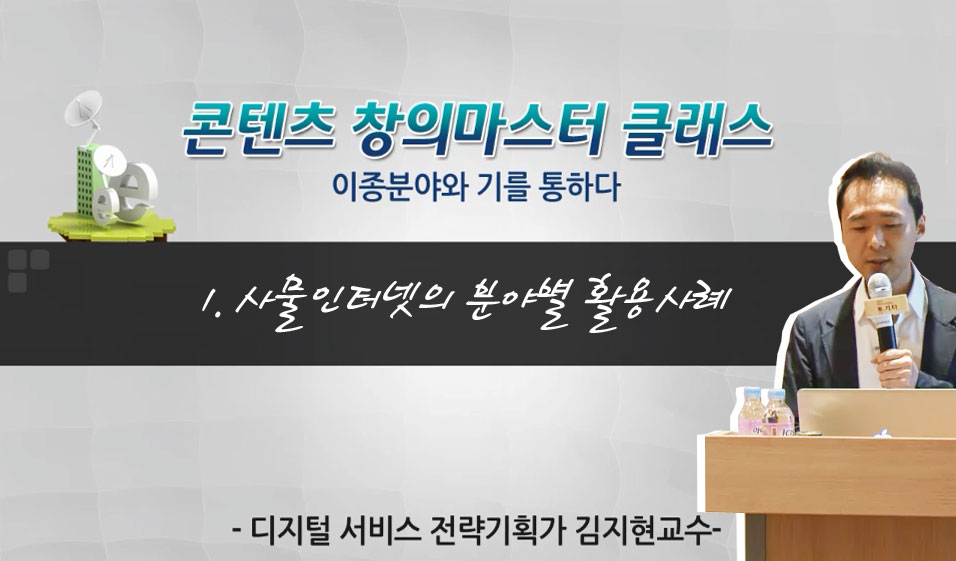 콘텐츠 창의마스터 클래스
이종분야와 기를 통하다
1. 사물인터넷의 분야별 활용사례
- 디지털 서비스 전략기획가 김지현교수-